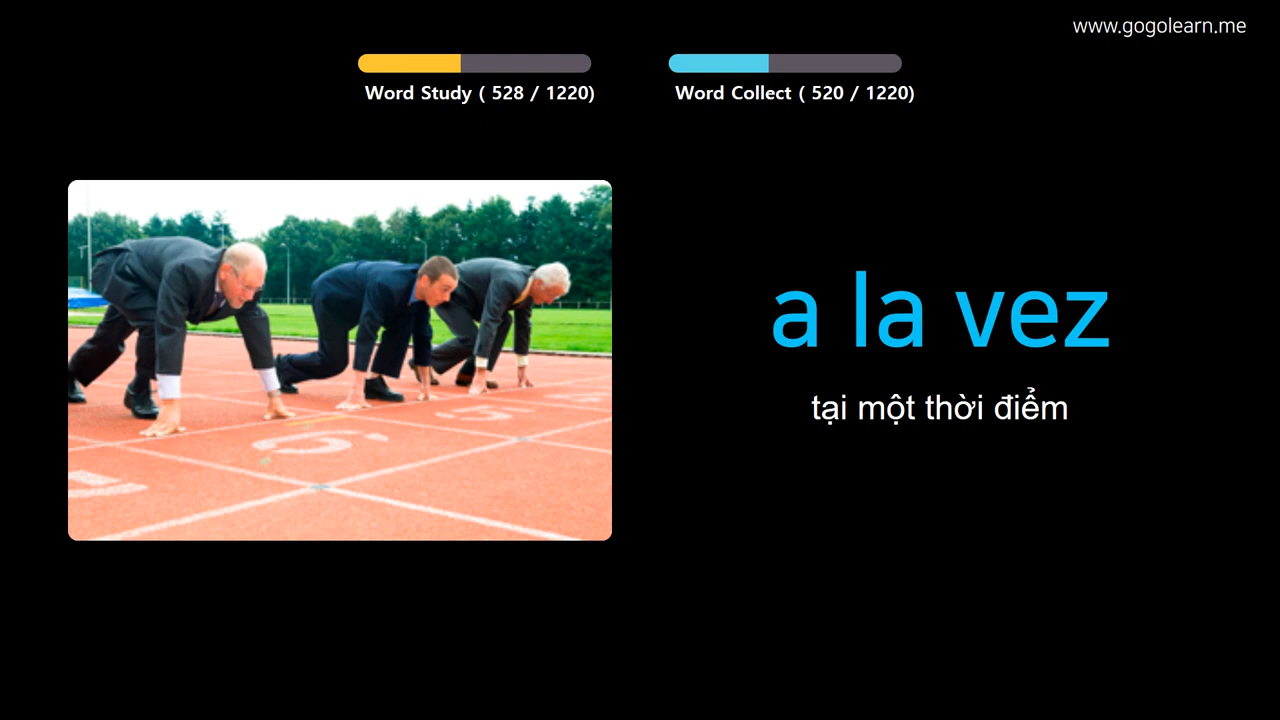 www.gogolearn.me
Word Study ( 528 / 1220)
Word Collect ( 520 / 1220)
a la vez
tại một thời điểm